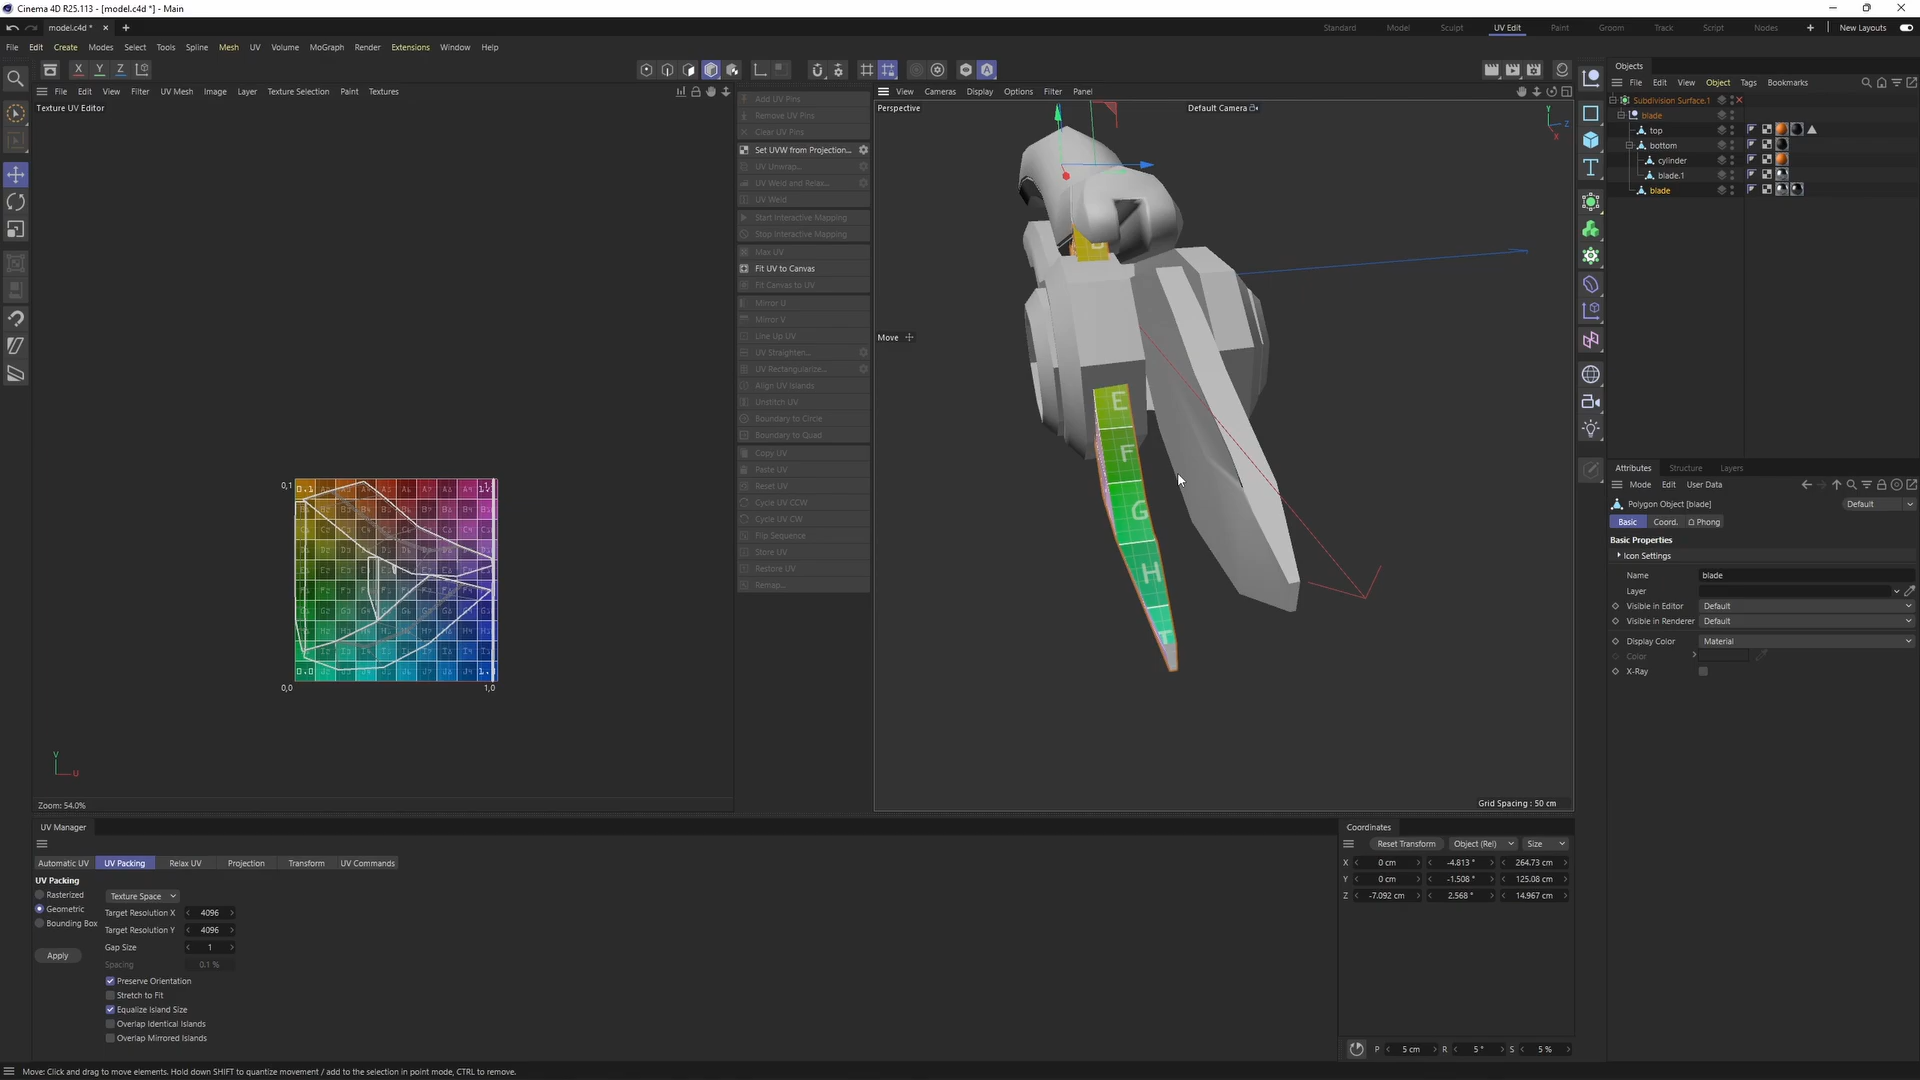 Cinema 4D R25.113 - [model.c4d *] - Main
model.c4d *
Standard Model Sculpt UV Edit Paint Groom Track Script Nodes New Layouts
File Edit Create Modes Select Tools Spline Mesh UV Volume MoGraph Render Extensions Window Help
X Y Z
File Edit View Filter UV Mesh Image Layer Texture Selection Paint Textures
Texture UV Editor
0,1
0,0
1,0
V
U
Zoom: 54.0%
Add UV Pins
Remove UV Pins
Clear UV Pins
Set UVW from Projection...
UV Unwrap...
UV Weld and Relax...
UV Weld
Start Interactive Mapping
Stop Interactive Mapping
Max UV
Fit UV to Canvas
Fit Canvas to UV
Mirror U
Mirror V
Line Up UV
UV Straighten...
UV Rectangularize...
Align UV Islands
Unstitch UV
Boundary to Circle
Boundary to Quad
Copy UV
Paste UV
Reset UV
Cycle UV CCW
Cycle UV CW
Flip Sequence
Store UV
Restore UV
Remap...
View Cameras Display Options Filter Panel
Perspective
Default Camera
Y
Z
X
Move
E
F
G
H
Grid Spacing : 50 cm
Objects
File Edit View Object Tags Bookmarks
Subdivision Surface.1
blade
top
bottom
cylinder
blade.1
blade
Attributes Structure Layers
Mode Edit User Data
Polygon Object [blade]
Default
Basic Coord. Phong
Basic Properties
Icon Settings
Name blade
Layer
Visible in Editor Default
Visible in Renderer Default
Display Color Material
Color
X-Ray
UV Manager
Automatic UV UV Packing Relax UV Projection Transform UV Commands
UV Packing
Rasterized
Geometric
Bounding Box
Apply
Texture Space
Target Resolution X 4096
Target Resolution Y 4096
Gap Size 1
Spacing 0.1 %
Preserve Orientation
Stretch to Fit
Equalize Island Size
Overlap Identical Islands
Overlap Mirrored Islands
Coordinates
Reset Transform Object (Rel) Size
X 0 cm -4.813 ° 264.73 cm
Y 0 cm -1.508 ° 125.08 cm
Z -7.092 cm 2.568 ° 14.967 cm
P 5 cm R 5 ° S 5 %
Move: Click and drag to move elements. Hold down SHIFT to quantize movement / add to the selection in point mode, CTRL to remove.